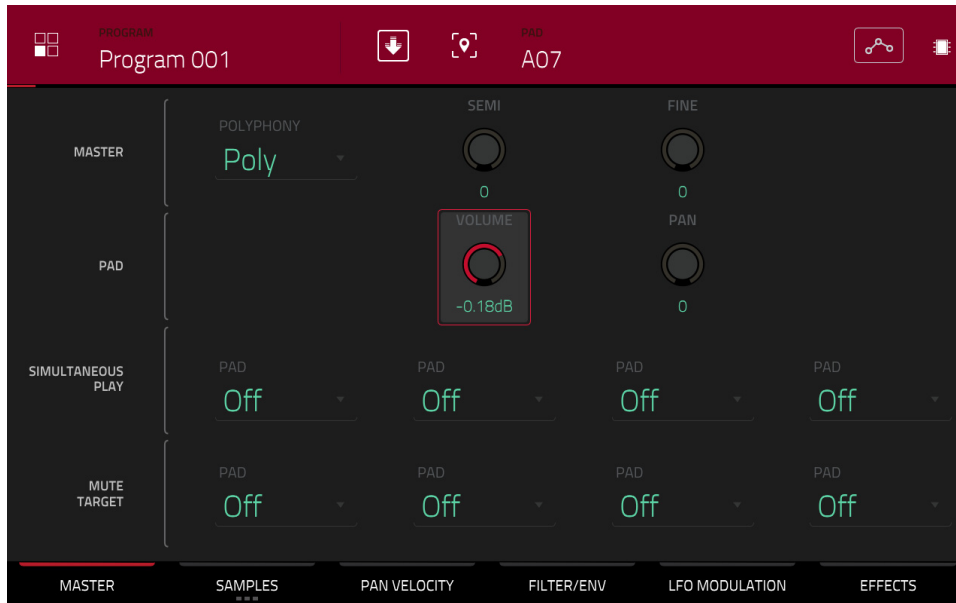 PROGRAM
PAD
Program 001
A07
SEMI
FINE
POLYPHONY
MASTER
Poly
0
0
VOLUME
PAN
PAD
-0.18dB
0
SIMULTANEOUS
PLAY
PAD
PAD
PAD
PAD
Off
Off
Off
Off
MUTE
TARGET
PAD
PAD
PAD
PAD
Off
Off
Off
Off
MASTER
SAMPLES
PAN VELOCITY
FILTER/ENV
LFO MODULATION
EFFECTS